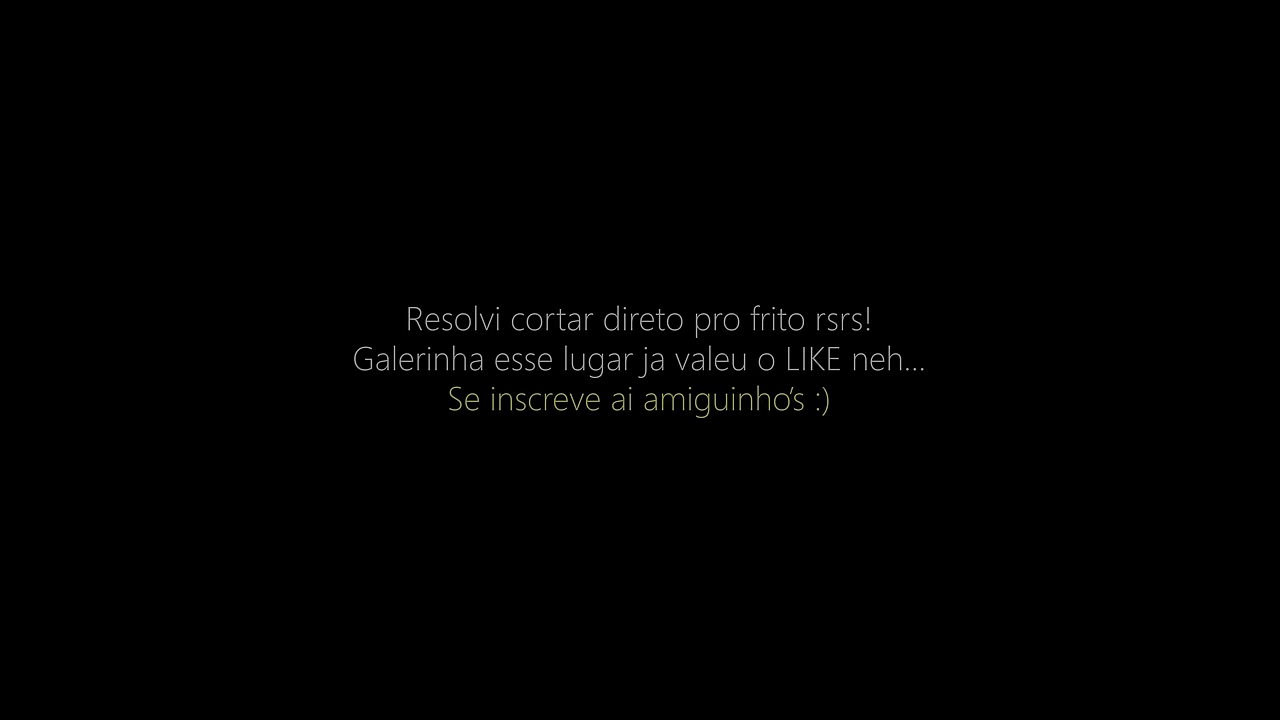 Resolvi cortar direto pro frito rsrs!
Galerinha esse lugar ja valeu o LIKE neh...
Se inscreve ai amiguinho's :)